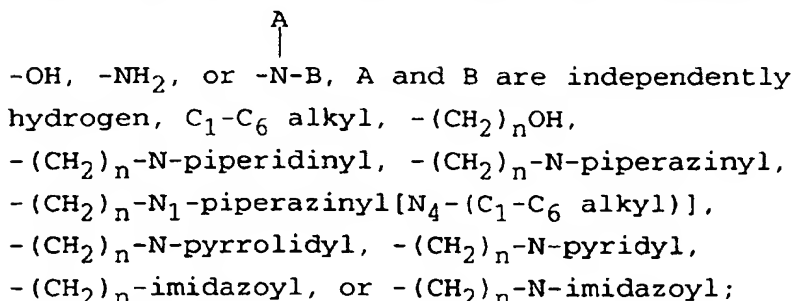 A
-OH, -NH₂, or -N-B, A and B are independently
hydrogen, C₁-C₆ alkyl, -(CH₂)ₙOH,
-(CH₂)ₙ-N-piperidinyl, -(CH₂)ₙ-N-piperazinyl,
-(CH₂)ₙ-N₁-piperazinyl[N₄-(C₁-C₆ alkyl)],
-(CH₂)ₙ-N-pyrrolidyl, -(CH₂)ₙ-N-pyridyl,
-(CH₂)ₙ-imidazoyl, or -(CH₂)ₙ-N-imidazoyl;